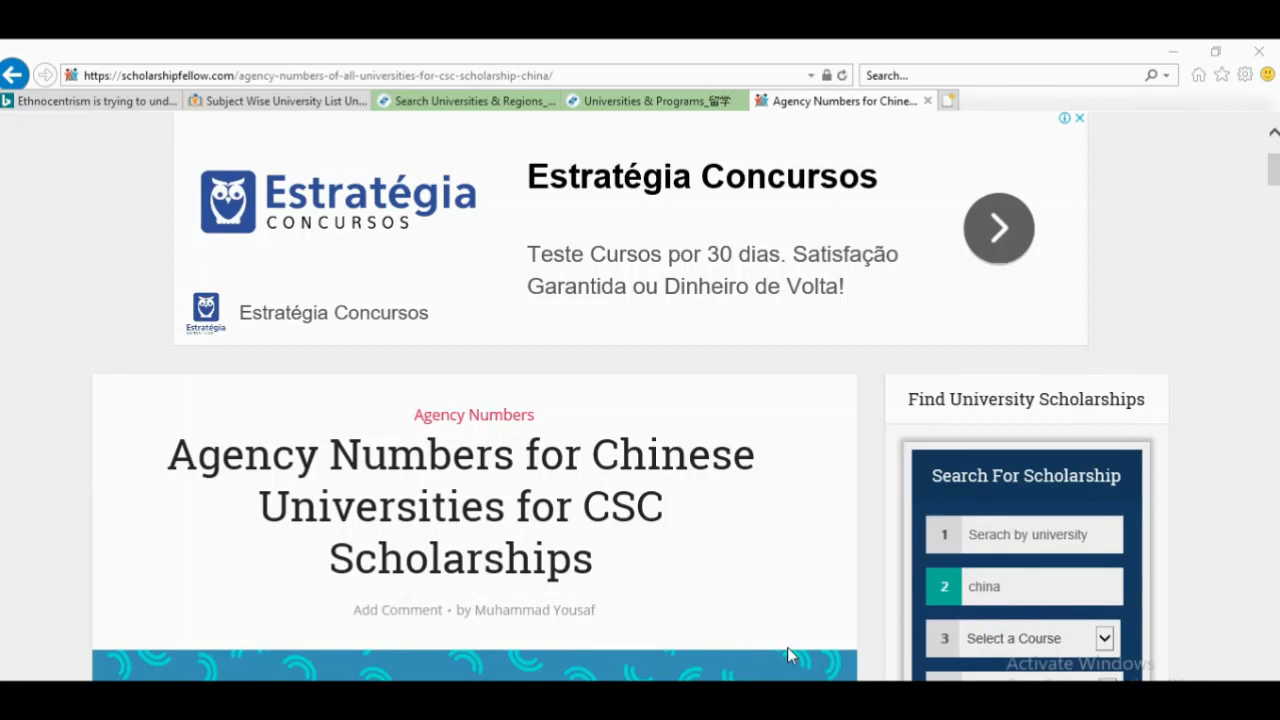 https://scholarshipfellow.com/agency-numbers-of-all-universities-for-csc-scholarship-china/
Search...
Ethnocentrism is trying to und...
Subject Wise University List Un...
Search Universities & Regions_...
Universities & Programs_留学
Agency Numbers for Chine...
Estratégia
CONCURSOS
Estratégia Concursos
Teste Cursos por 30 dias. Satisfação
Garantida ou Dinheiro de Volta!
Estratégia
Estratégia Concursos
Agency Numbers
Agency Numbers for Chinese
Universities for CSC
Scholarships
Add Comment • by Muhammad Yousaf
Find University Scholarships
Search For Scholarship
1 Serach by university
2 china
3 Select a Course
Activate Windows